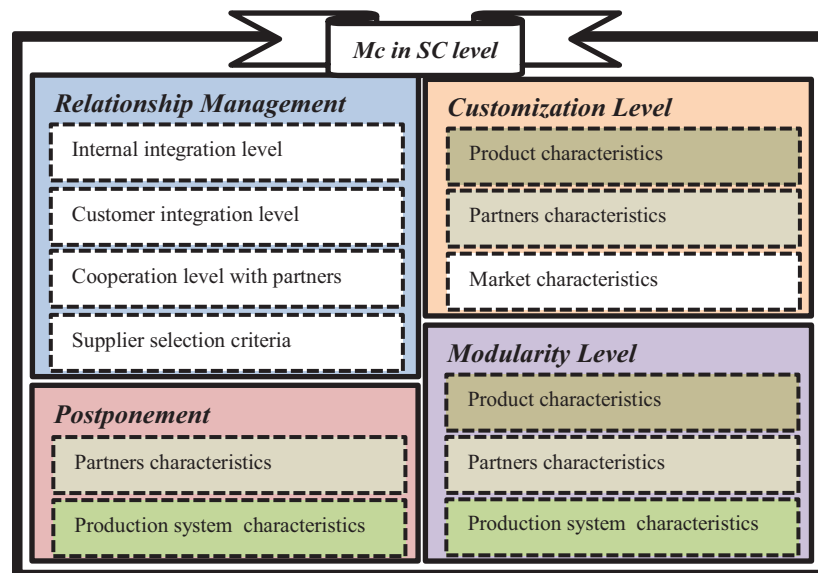 Mc in SC level
Relationship Management
Internal integration level
Customer integration level
Cooperation level with partners
Supplier selection criteria
Customization Level
Product characteristics
Partners characteristics
Market characteristics
Postponement
Partners characteristics
Production system characteristics
Modularity Level
Product characteristics
Partners characteristics
Production system characteristics